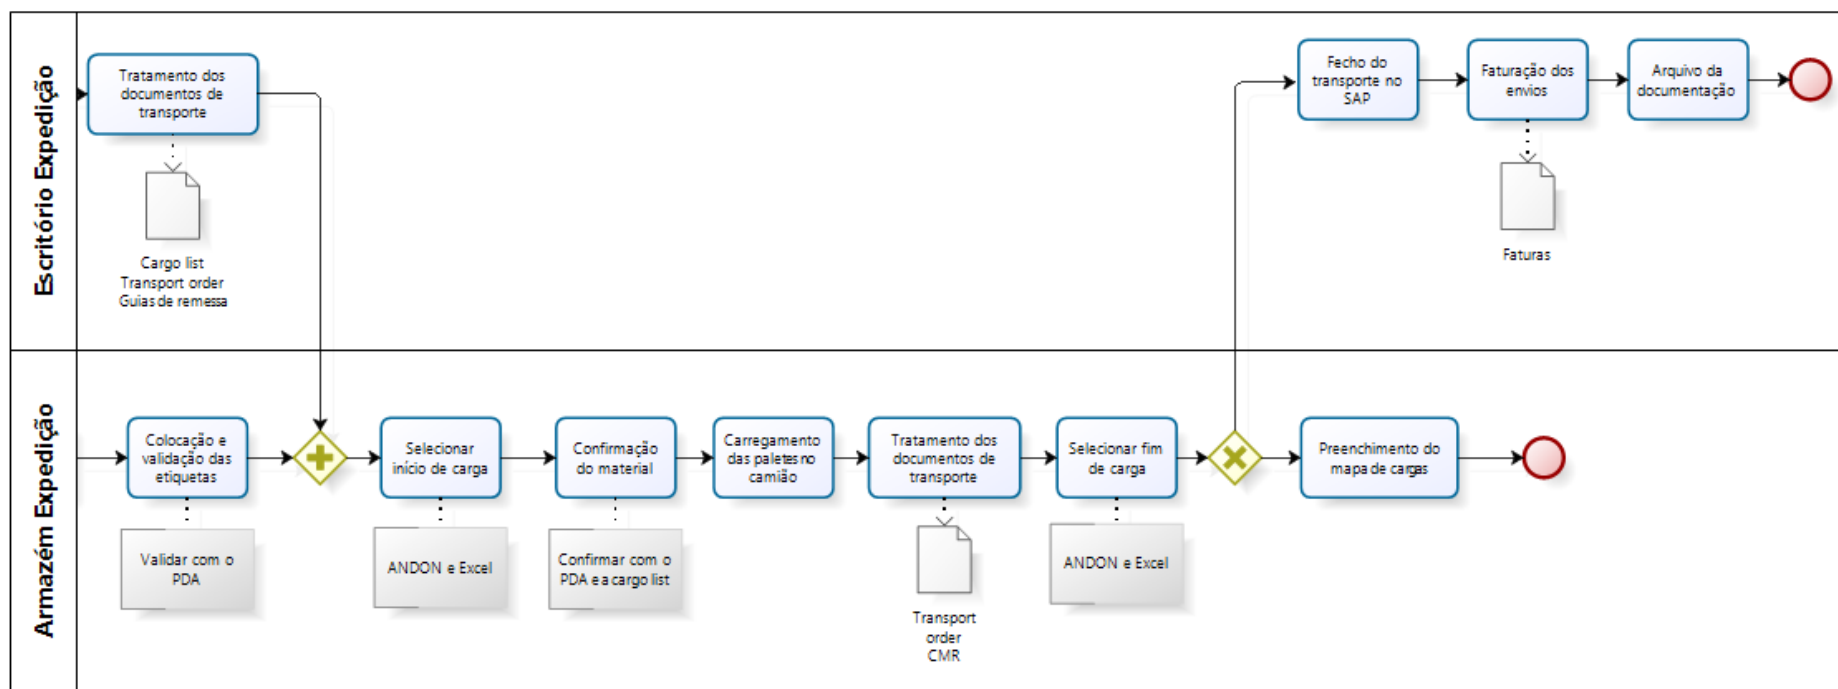 Escritório Expedição
Tratamento dos
documentos de
transporte
Cargo list
Transport order
Guias de remessa
Fecho do
transporte no
SAP
Faturação dos
envios
Faturas
Arquivo da
documentação
Armazém Expedição
Colocação e
validação das
etiquetas
Validar com o
PDA
Selecionar
início de carga
ANDON e Excel
Confirmação
do material
Confirmar com o
PDA e a cargo list
Carregamento
das paletes no
camião
Tratamento dos
documentos de
transporte
Transport
order
CMR
Selecionar fim
de carga
ANDON e Excel
Preenchimento do
mapa de cargas